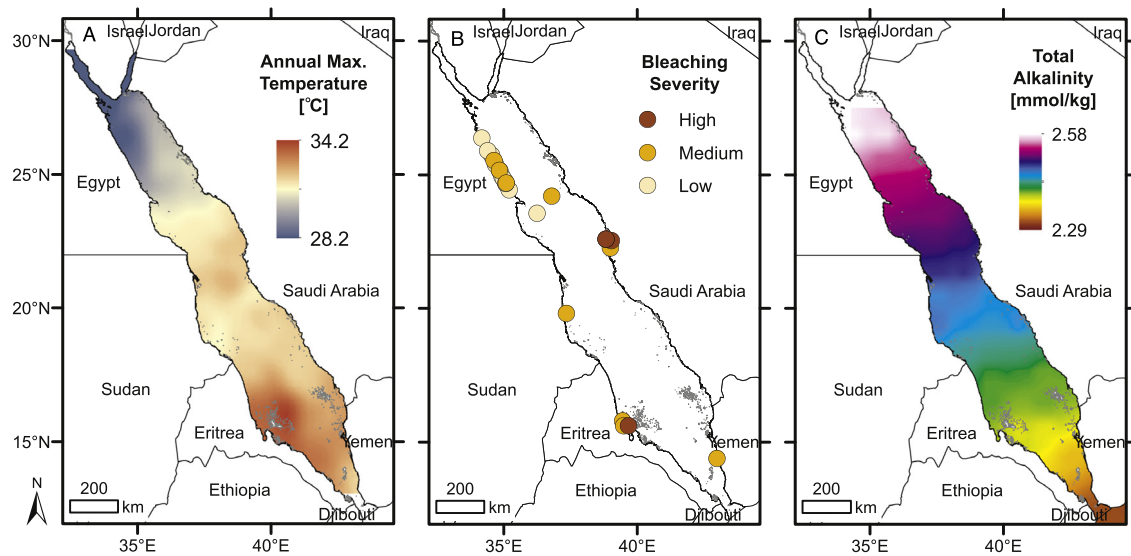 A
Israel Jordan
Iraq
Annual Max.
Temperature
[°C]
34.2
28.2
Egypt
Saudi Arabia
Sudan
Eritrea
Yemen
Ethiopia
Djibouti
N
200
km
30°N
25°N
20°N
15°N
35°E
40°E
B
Israel Jordan
Iraq
Bleaching
Severity
High
Medium
Low
Egypt
Saudi Arabia
Sudan
Eritrea
Yemen
Ethiopia
Djibouti
200
km
35°E
40°E
C
Israel Jordan
Iraq
Total
Alkalinity
[mmol/kg]
2.58
2.29
Egypt
Saudi Arabia
Sudan
Eritrea
Yemen
Ethiopia
Djibouti
200
km
35°E
40°E